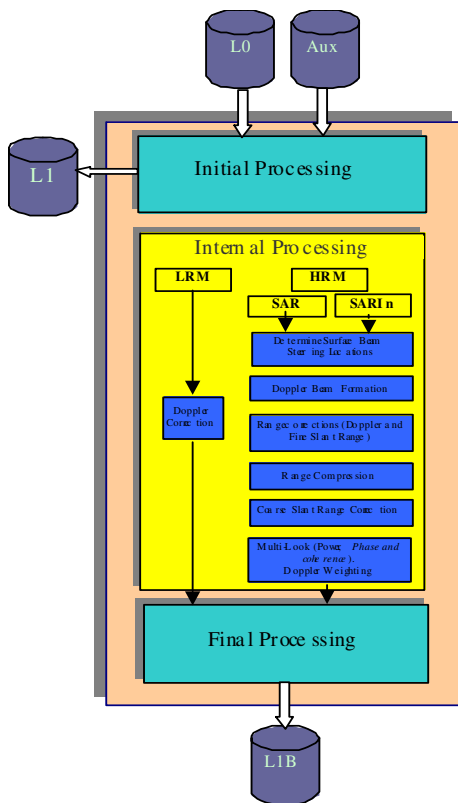 L0
Aux
L1
Initial Processing
Internal Processing
LRM
HRM
SAR
SARIn
Determine Surface Beam
Steering Locations
Doppler Beam Formation
Doppler
Correction
Range corrections (Doppler and
Fine Slant Range)
Range Compression
Coarse Slant Range Correction
Multi-Look (Power, Phase and
coherence).
Doppler Weighting
Final Processing
L1B